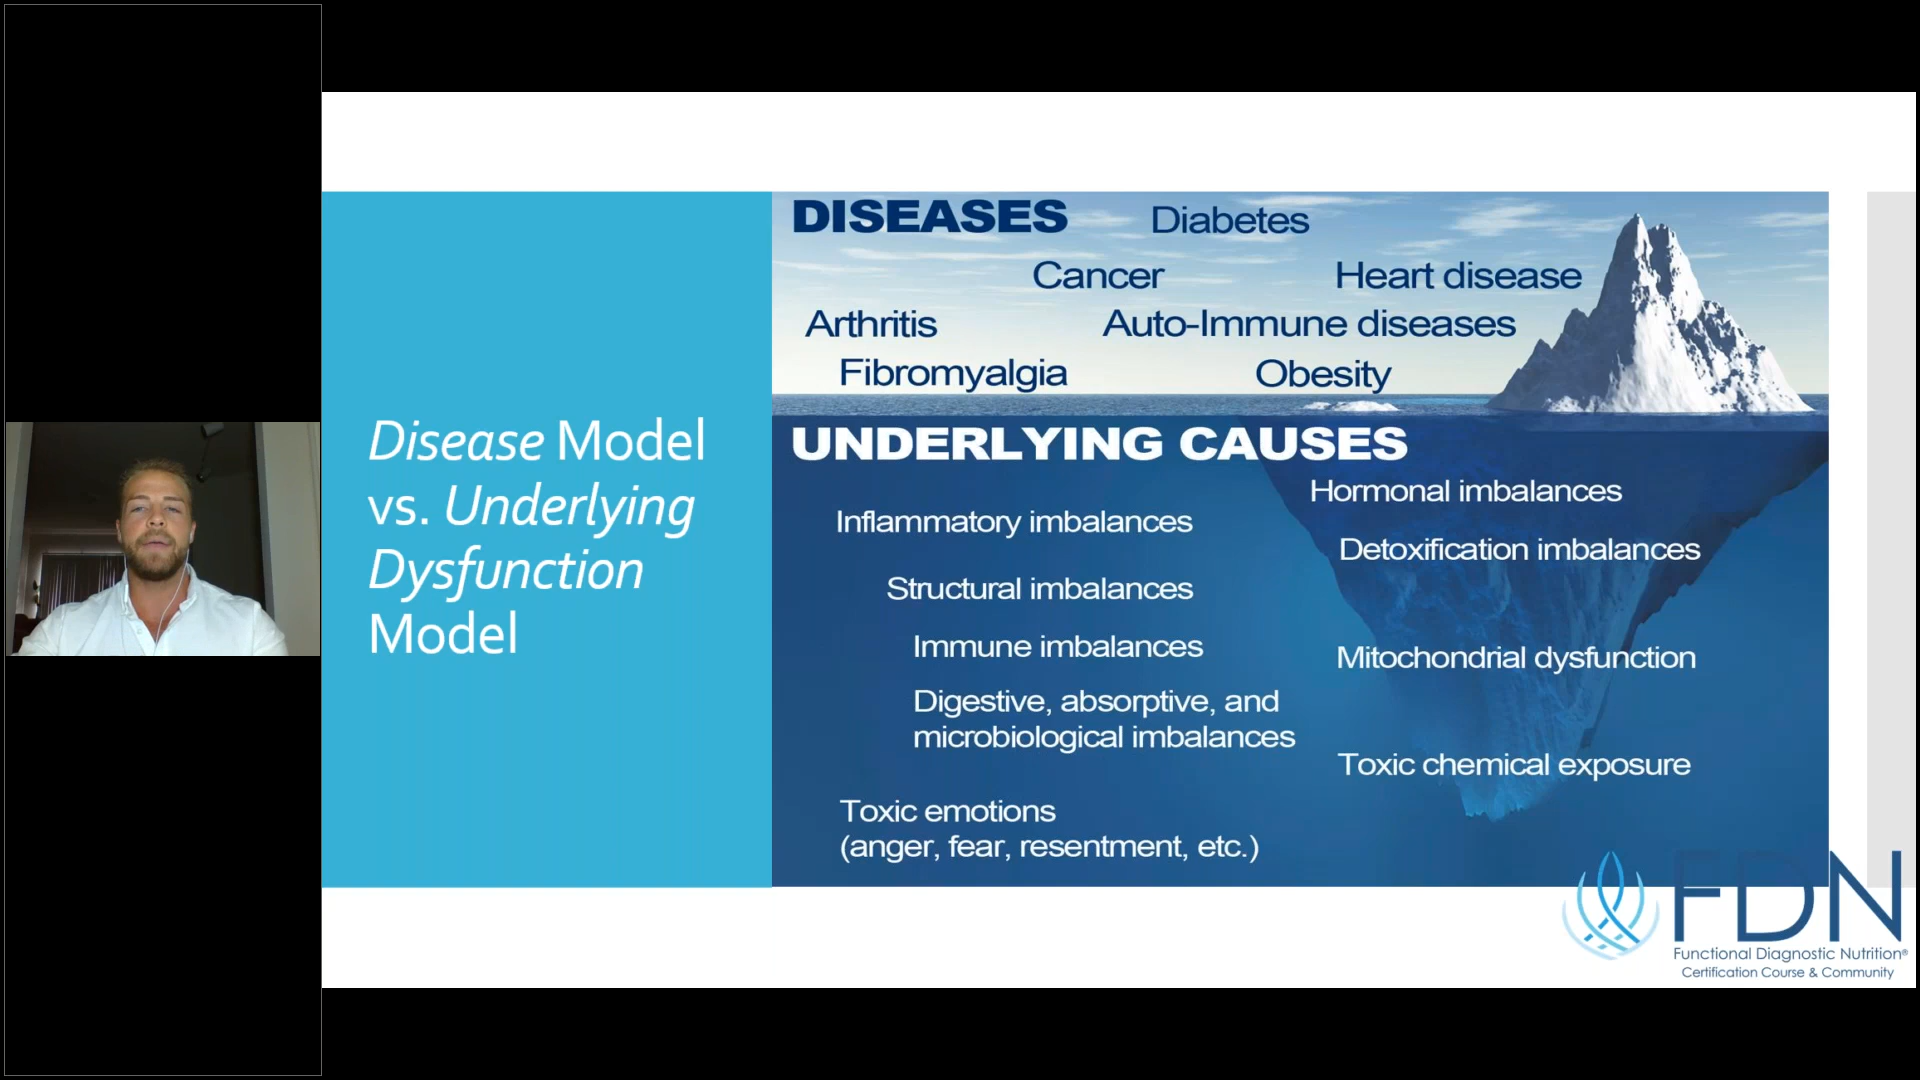 Disease Model
vs. Underlying
Dysfunction
Model
DISEASES
Diabetes
Cancer
Heart disease
Arthritis
Auto-Immune diseases
Fibromyalgia
Obesity
UNDERLYING CAUSES
Hormonal imbalances
Inflammatory imbalances
Detoxification imbalances
Structural imbalances
Immune imbalances
Mitochondrial dysfunction
Digestive, absorptive, and
microbiological imbalances
Toxic chemical exposure
Toxic emotions
(anger, fear, resentment, etc.)
FDN
Functional Diagnostic Nutrition®
Certification Course & Community